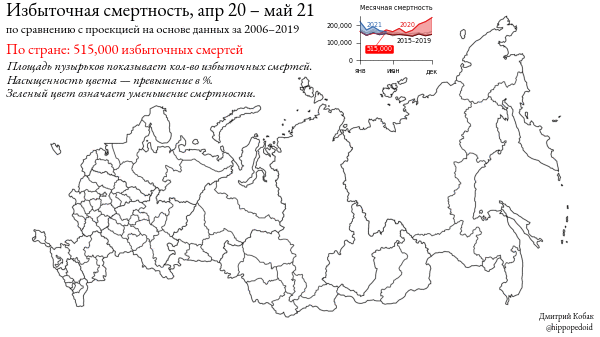 Избыточная смертность, апр 20 – май 21
по сравнению с проекцией на основе данных за 2006–2019
По стране: 515,000 избыточных смертей
Площадь пузырьков показывает кол-во избыточных смертей.
Насыщенность цвета — превышение в %.
Зеленый цвет означает уменьшение смертности.
Месячная смертность
200,000
2021
2020
100,000
2015–2019
515,000
0
янв
июн
дек
Дмитрий Кобак
@hippopedoid